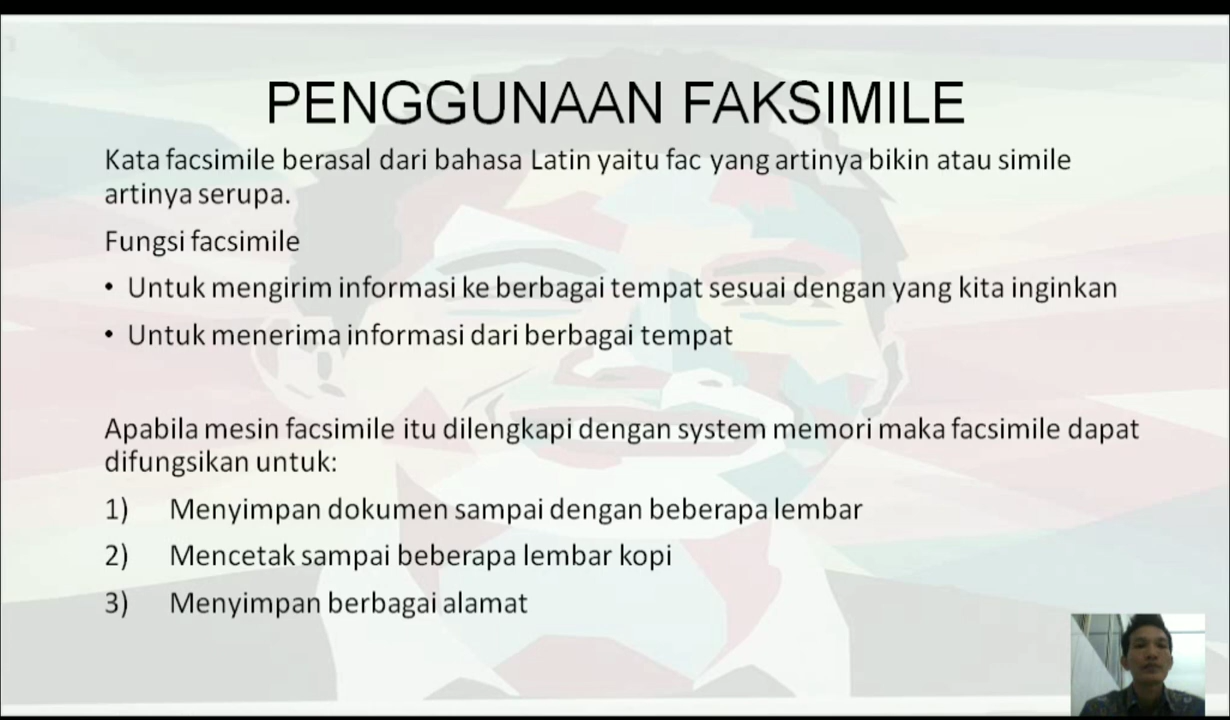 PENGGUNAAN FAKSIMILE
Kata facsimile berasal dari bahasa Latin yaitu fac yang artinya bikin atau simile
artinya serupa.
Fungsi facsimile
• Untuk mengirim informasi ke berbagai tempat sesuai dengan yang kita inginkan
• Untuk menerima informasi dari berbagai tempat
Apabila mesin facsimile itu dilengkapi dengan system memori maka facsimile dapat
difungsikan untuk:
1) Menyimpan dokumen sampai dengan beberapa lembar
2) Mencetak sampai beberapa lembar kopi
3) Menyimpan berbagai alamat